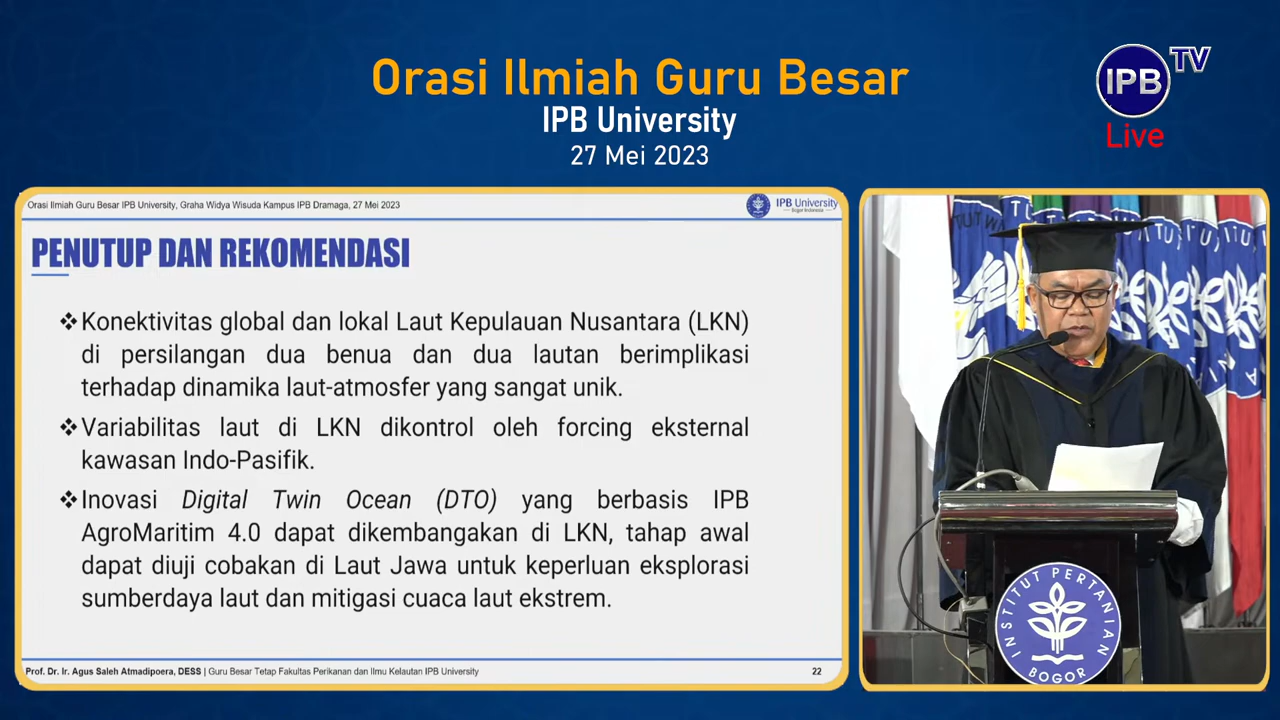 Orasi Ilmiah Guru Besar
IPB University
27 Mei 2023
IPB TV
Live
Orasi Ilmiah Guru Besar IPB University, Graha Widya Wisuda Kampus IPB Dramaga, 27 Mei 2023
IPB University
Bogor Indonesia
PENUTUP DAN REKOMENDASI
❖Konektivitas global dan lokal Laut Kepulauan Nusantara (LKN)
di persilangan dua benua dan dua lautan berimplikasi
terhadap dinamika laut-atmosfer yang sangat unik.
❖Variabilitas laut di LKN dikontrol oleh forcing eksternal
kawasan Indo-Pasifik.
❖Inovasi Digital Twin Ocean (DTO) yang berbasis IPB
AgroMaritim 4.0 dapat dikembangakan di LKN, tahap awal
dapat diuji cobakan di Laut Jawa untuk keperluan eksplorasi
sumberdaya laut dan mitigasi cuaca laut ekstrem.
Prof. Dr. Ir. Agus Saleh Atmadipoera, DESS | Guru Besar Tetap Fakultas Perikanan dan Ilmu Kelautan IPB University
22
INSTITUT PERTANIAN
BOGOR